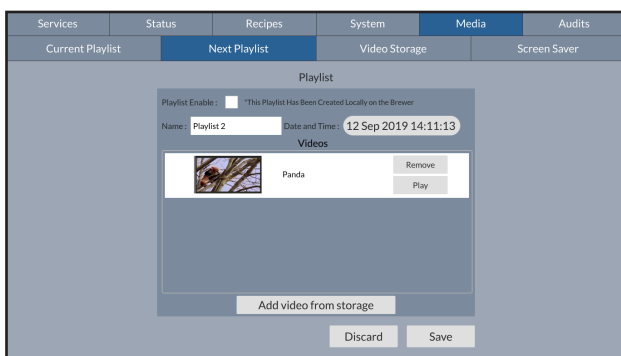 Services Status Recipes System Media Audits
Current Playlist Next Playlist Video Storage Screen Saver
Playlist
Playlist Enable : *This Playlist Has Been Created Locally on the Brewer
Name : Playlist 2 Date and Time : 12 Sep 2019 14:11:13
Videos
Panda
Remove
Play
Add video from storage
Discard Save